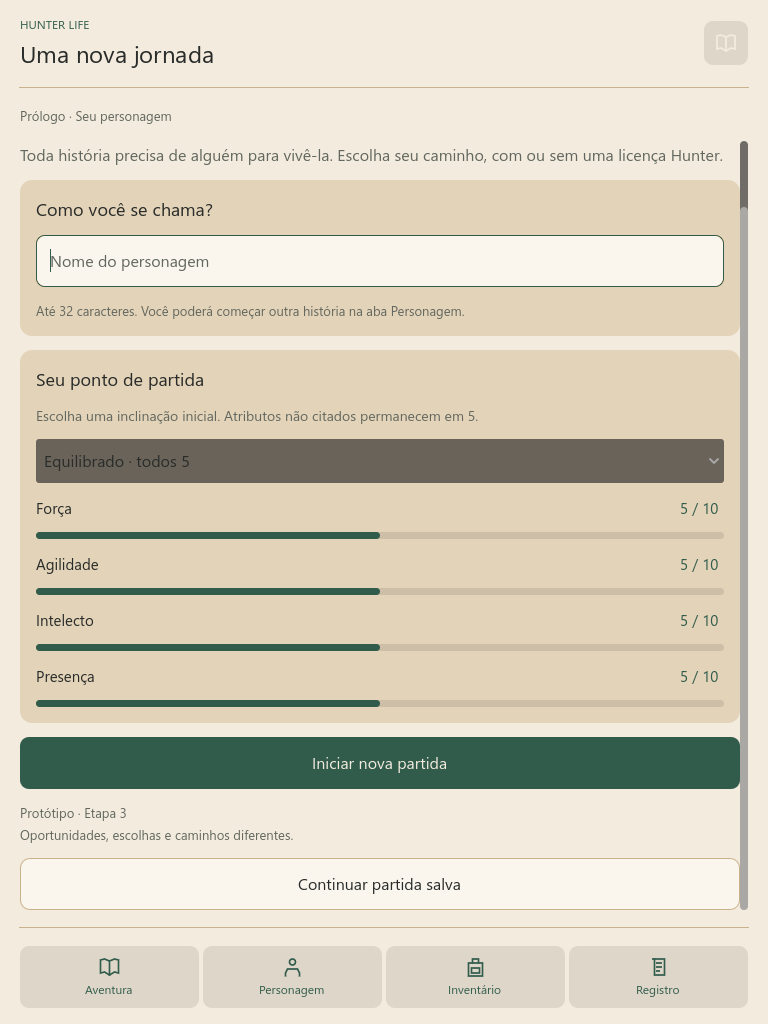 HUNTER LIFE
Uma nova jornada
Prólogo · Seu personagem
Toda história precisa de alguém para vivê-la. Escolha seu caminho, com ou sem uma licença Hunter.
Como você se chama?
Nome do personagem
Até 32 caracteres. Você poderá começar outra história na aba Personagem.
Seu ponto de partida
Escolha uma inclinação inicial. Atributos não citados permanecem em 5.
Equilibrado · todos 5
Força 5 / 10
Agilidade 5 / 10
Intelecto 5 / 10
Presença 5 / 10
Iniciar nova partida
Protótipo · Etapa 3
Oportunidades, escolhas e caminhos diferentes.
Continuar partida salva
Aventura Personagem Inventário Registro